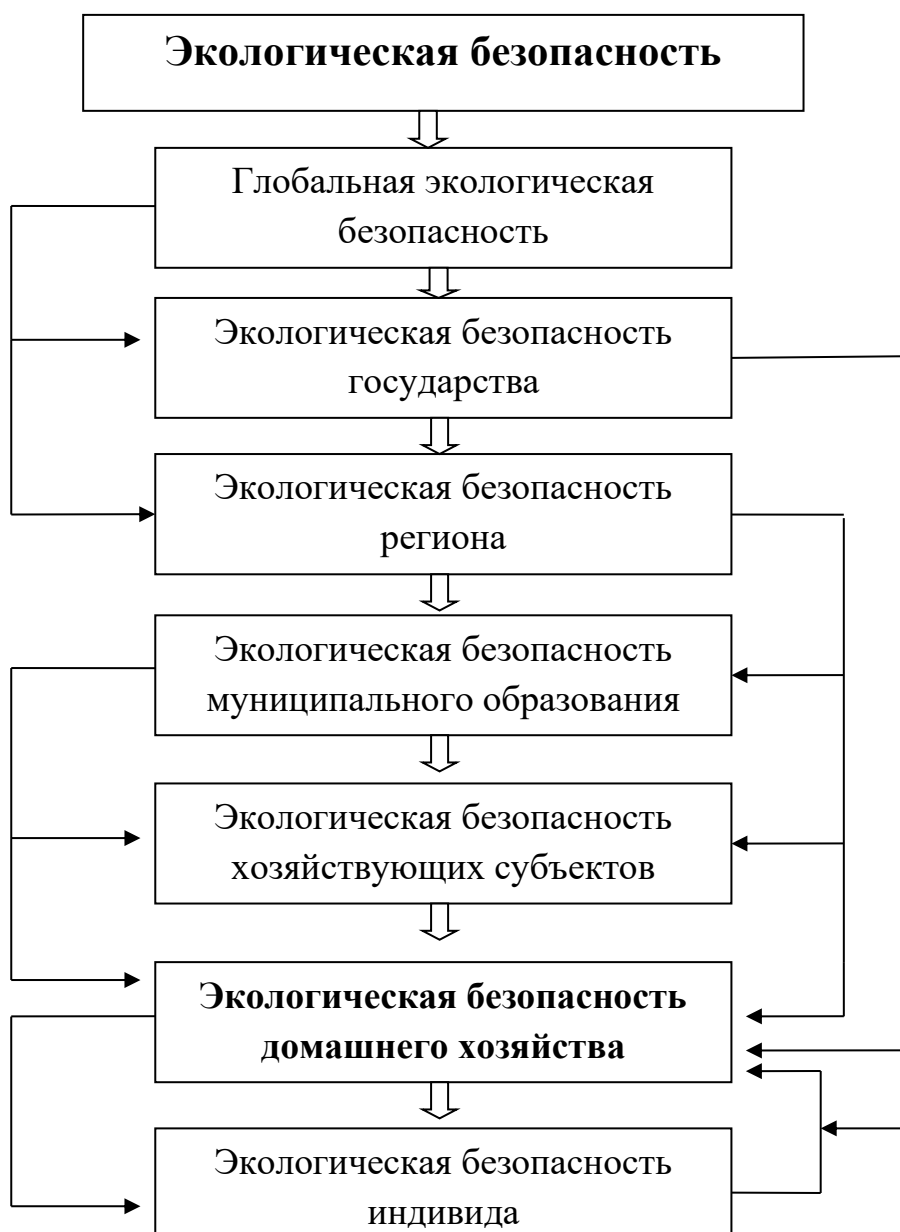 Экологическая безопасность
Глобальная экологическая
безопасность
Экологическая безопасность
государства
Экологическая безопасность
региона
Экологическая безопасность
муниципального образования
Экологическая безопасность
хозяйствующих субъектов
Экологическая безопасность
домашнего хозяйства
Экологическая безопасность
индивида